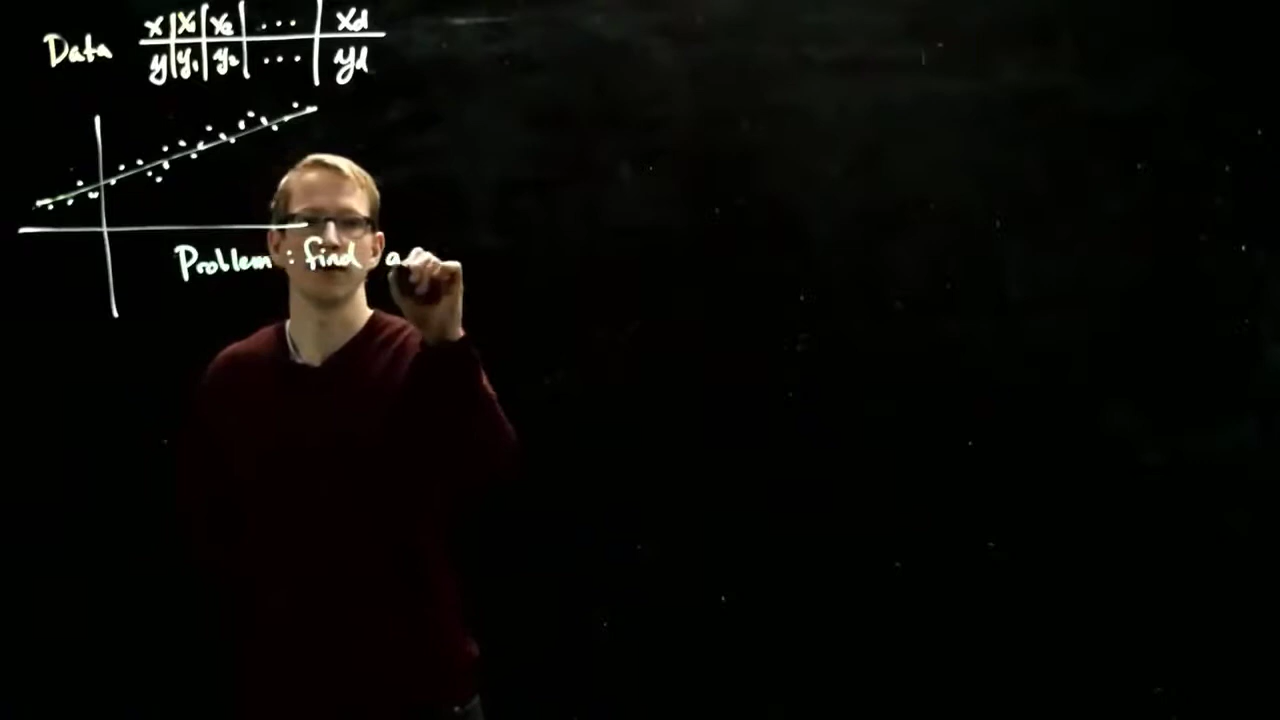 Data x x₁ x₂ ... xd
y y₁ y₂ ... yd
Problem : find a